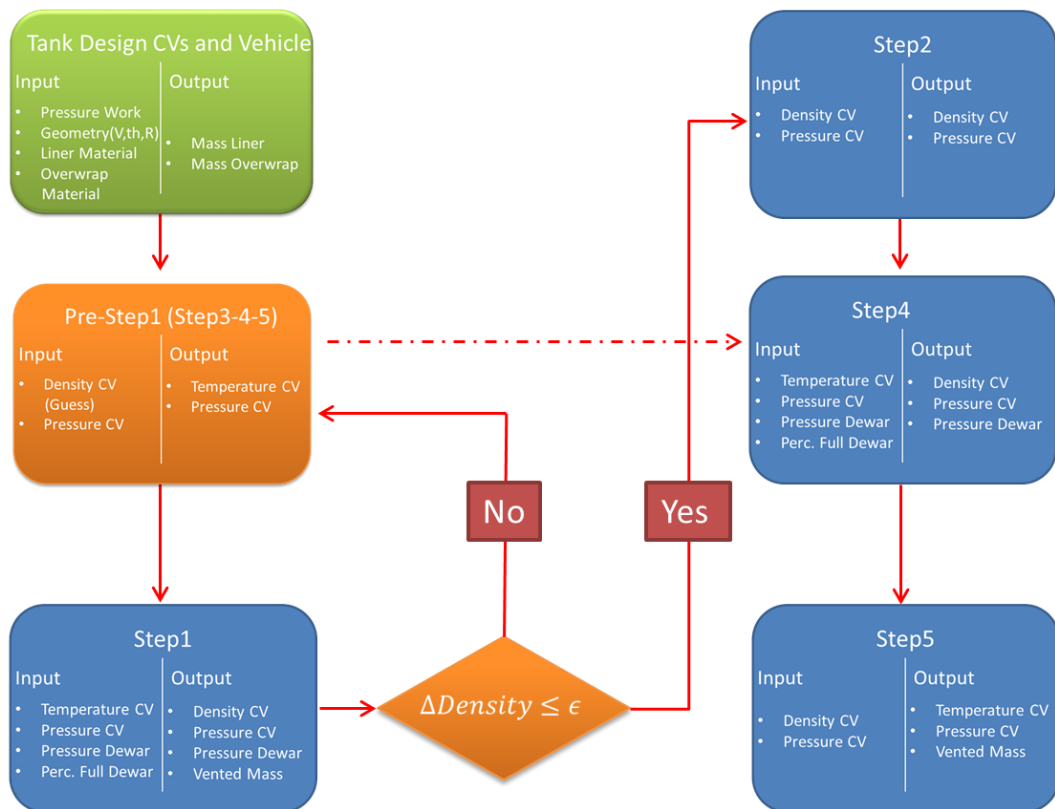 Tank Design CVs and Vehicle
Input
• Pressure Work
• Geometry(V,th,R)
• Liner Material
• Overwrap
Material
Output
• Mass Liner
• Mass Overwrap
Pre-Step1 (Step3-4-5)
Input
• Density CV
(Guess)
• Pressure CV
Output
• Temperature CV
• Pressure CV
Step1
Input
• Temperature CV
• Pressure CV
• Pressure Dewar
• Perc. Full Dewar
Output
• Density CV
• Pressure CV
• Pressure Dewar
• Vented Mass
ΔDensity ≤ ϵ
No
Yes
Step2
Input
• Density CV
• Pressure CV
Output
• Density CV
• Pressure CV
Step4
Input
• Temperature CV
• Pressure CV
• Pressure Dewar
• Perc. Full Dewar
Output
• Density CV
• Pressure CV
• Pressure Dewar
Step5
Input
• Density CV
• Pressure CV
Output
• Temperature CV
• Pressure CV
• Vented Mass